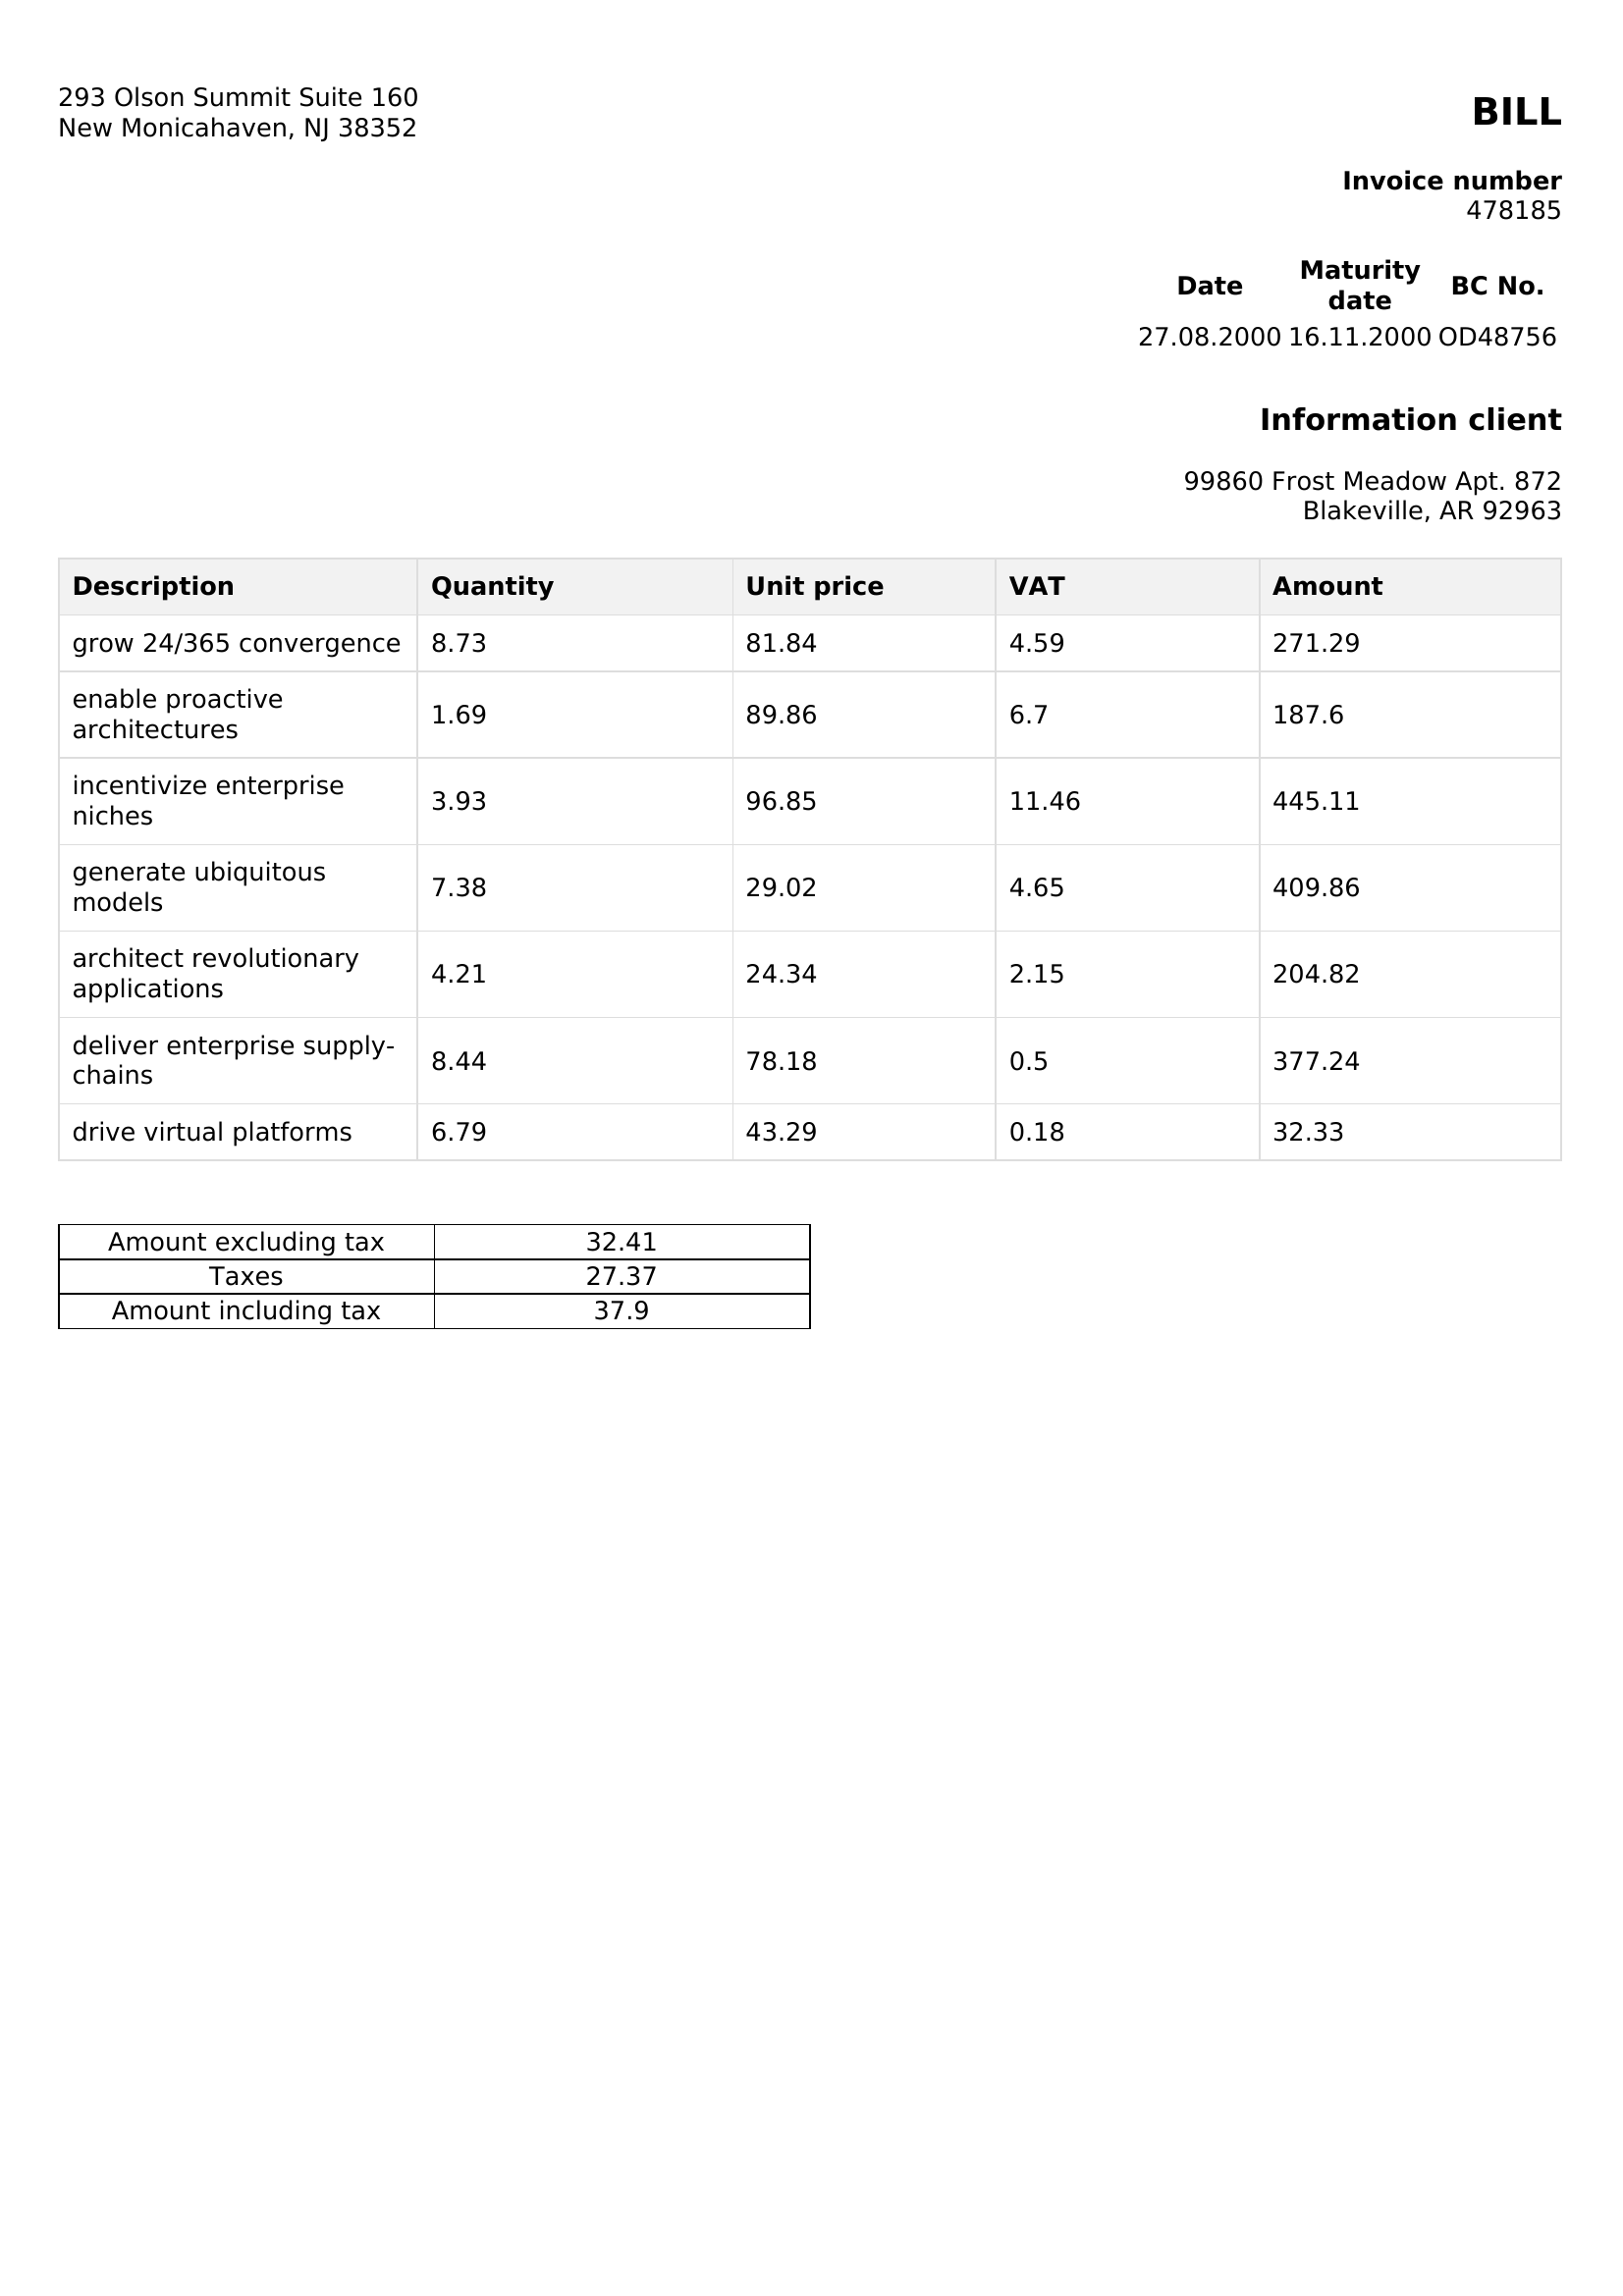 293 Olson Summit Suite 160
New Monicahaven, NJ 38352
BILL
Invoice number
478185
Date Maturity date BC No.
27.08.2000 16.11.2000 OD48756
Information client
99860 Frost Meadow Apt. 872
Blakeville, AR 92963
Description Quantity Unit price VAT Amount
grow 24/365 convergence 8.73 81.84 4.59 271.29
enable proactive
architectures 1.69 89.86 6.7 187.6
incentivize enterprise
niches 3.93 96.85 11.46 445.11
generate ubiquitous
models 7.38 29.02 4.65 409.86
architect revolutionary
applications 4.21 24.34 2.15 204.82
deliver enterprise supply-
chains 8.44 78.18 0.5 377.24
drive virtual platforms 6.79 43.29 0.18 32.33
Amount excluding tax 32.41
Taxes 27.37
Amount including tax 37.9